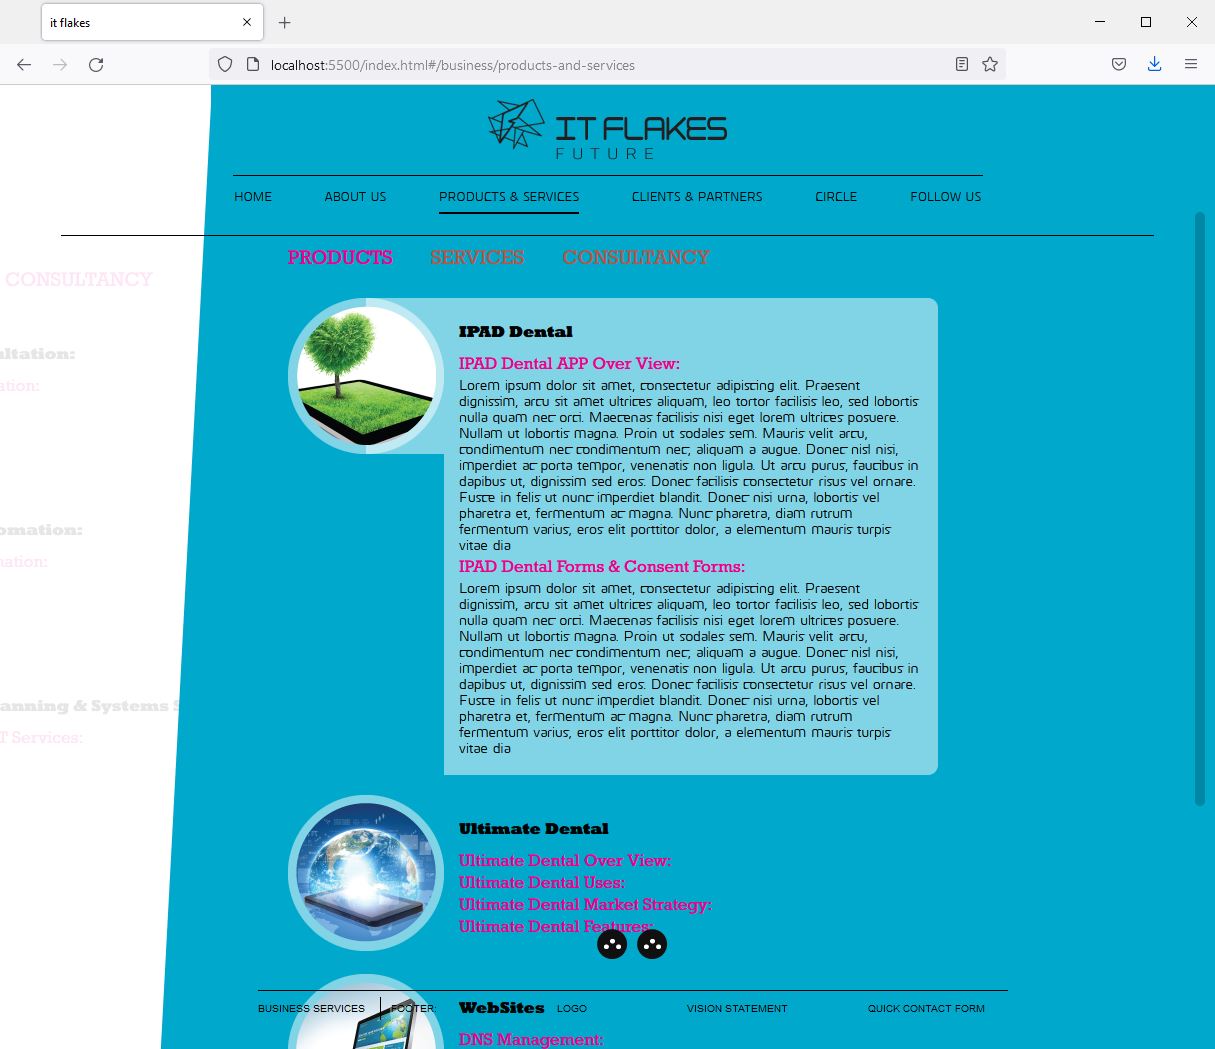 it flakes
localhost:5500/index.html#/business/products-and-services
IT FLAKES
FUTURE
HOME ABOUT US PRODUCTS & SERVICES CLIENTS & PARTNERS CIRCLE FOLLOW US
PRODUCTS SERVICES CONSULTANCY
CONSULTANCY
IPAD Dental
IPAD Dental APP Over View:
Lorem ipsum dolor sit amet, consectetur adipiscing elit. Praesent
dignissim, arcu sit amet ultrices aliquam, leo tortor facilisis leo, sed lobortis
nulla quam nec orci. Maecenas facilisis nisi eget lorem ultrices posuere.
Nullam ut lobortis magna. Proin ut sodales sem. Mauris velit arcu,
condimentum nec condimentum nec, aliquam a augue. Donec nisl nisi,
imperdiet ac porta tempor, venenatis non ligula. Ut arcu purus, faucibus in
dapibus ut, dignissim sed eros. Donec facilisis consectetur risus vel ornare.
Fusce in felis ut nunc imperdiet blandit. Donec nisi urna, lobortis vel
pharetra et, fermentum ac magna. Nunc pharetra, diam rutrum
fermentum varius, eros elit porttitor dolor, a elementum mauris turpis
vitae dia
IPAD Dental Forms & Consent Forms:
Lorem ipsum dolor sit amet, consectetur adipiscing elit. Praesent
dignissim, arcu sit amet ultrices aliquam, leo tortor facilisis leo, sed lobortis
nulla quam nec orci. Maecenas facilisis nisi eget lorem ultrices posuere.
Nullam ut lobortis magna. Proin ut sodales sem. Mauris velit arcu,
condimentum nec condimentum nec, aliquam a augue. Donec nisl nisi,
imperdiet ac porta tempor, venenatis non ligula. Ut arcu purus, faucibus in
dapibus ut, dignissim sed eros. Donec facilisis consectetur risus vel ornare.
Fusce in felis ut nunc imperdiet blandit. Donec nisi urna, lobortis vel
pharetra et, fermentum ac magna. Nunc pharetra, diam rutrum
fermentum varius, eros elit porttitor dolor, a elementum mauris turpis
vitae dia
ultation:
ation:
omation:
nation:
anning & Systems S
T Services:
Ultimate Dental
Ultimate Dental Over View:
Ultimate Dental Uses:
Ultimate Dental Market Strategy:
Ultimate Dental Features:
WebSites
BUSINESS SERVICES FOOTER: LOGO VISION STATEMENT QUICK CONTACT FORM
DNS Management: